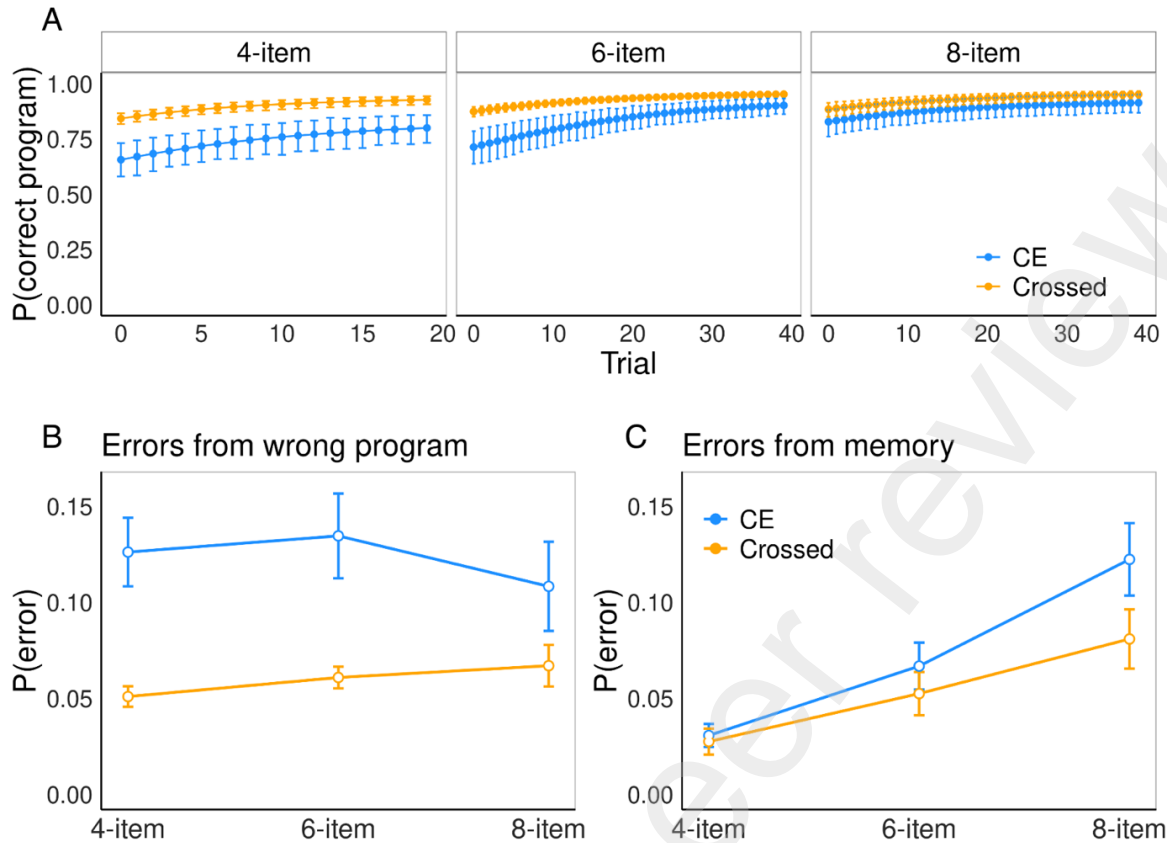 A
4-item 6-item 8-item
P(correct program)
1.00
0.75
0.50
0.25
0.00
CE
Crossed
0 5 10 15 20 0 10 20 30 40 0 10 20 30 40
Trial
B Errors from wrong program
P(error)
0.15
0.10
0.05
0.00
4-item 6-item 8-item
C Errors from memory
P(error)
0.15
0.10
0.05
0.00
CE
Crossed
4-item 6-item 8-item
eer review